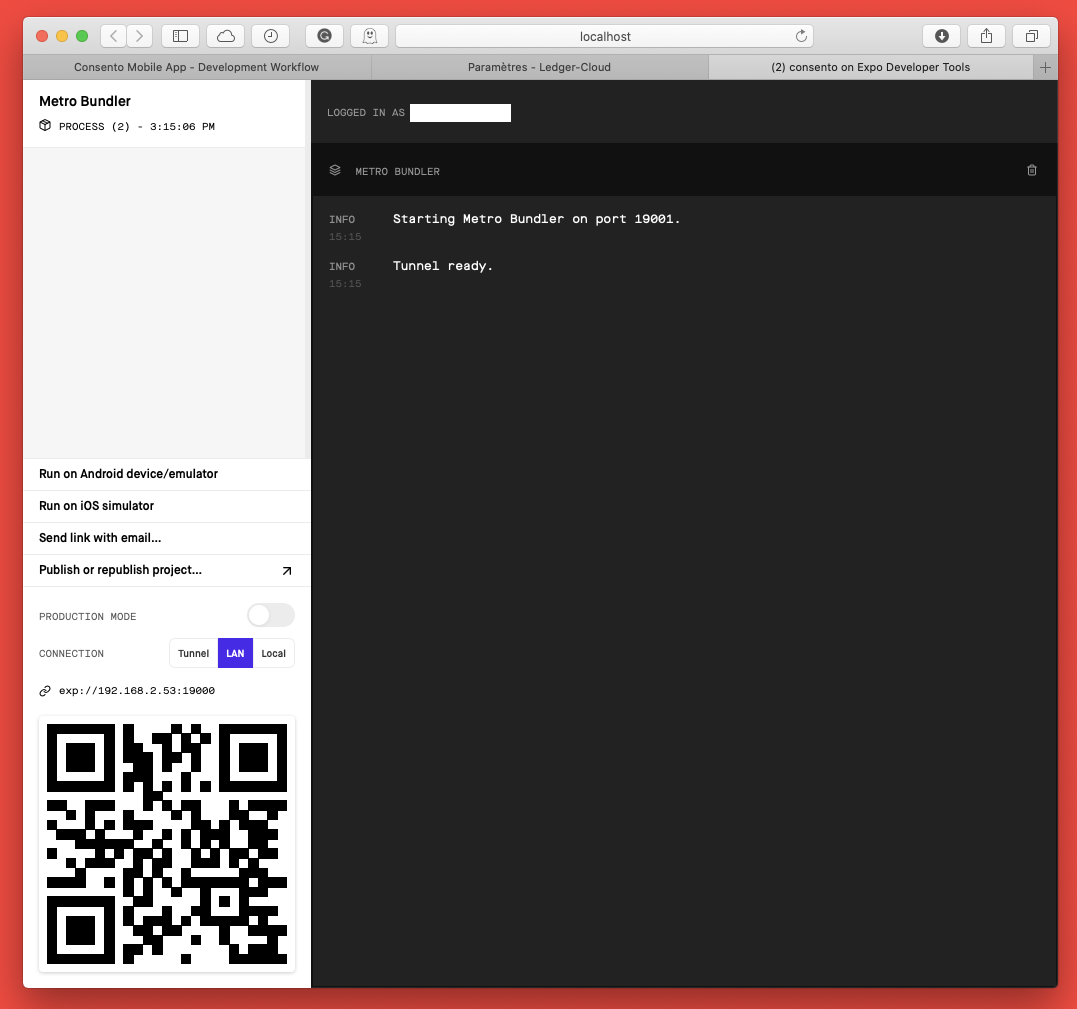 localhost
Consento Mobile App - Development Workflow
Paramètres - Ledger-Cloud
(2) consento on Expo Developer Tools
Metro Bundler
PROCESS (2) - 3:15:06 PM
Run on Android device/emulator
Run on iOS simulator
Send link with email...
Publish or republish project...
PRODUCTION MODE
CONNECTION
Tunnel LAN Local
exp://192.168.2.53:19000
LOGGED IN AS
METRO BUNDLER
INFO Starting Metro Bundler on port 19001.
15:15
INFO Tunnel ready.
15:15